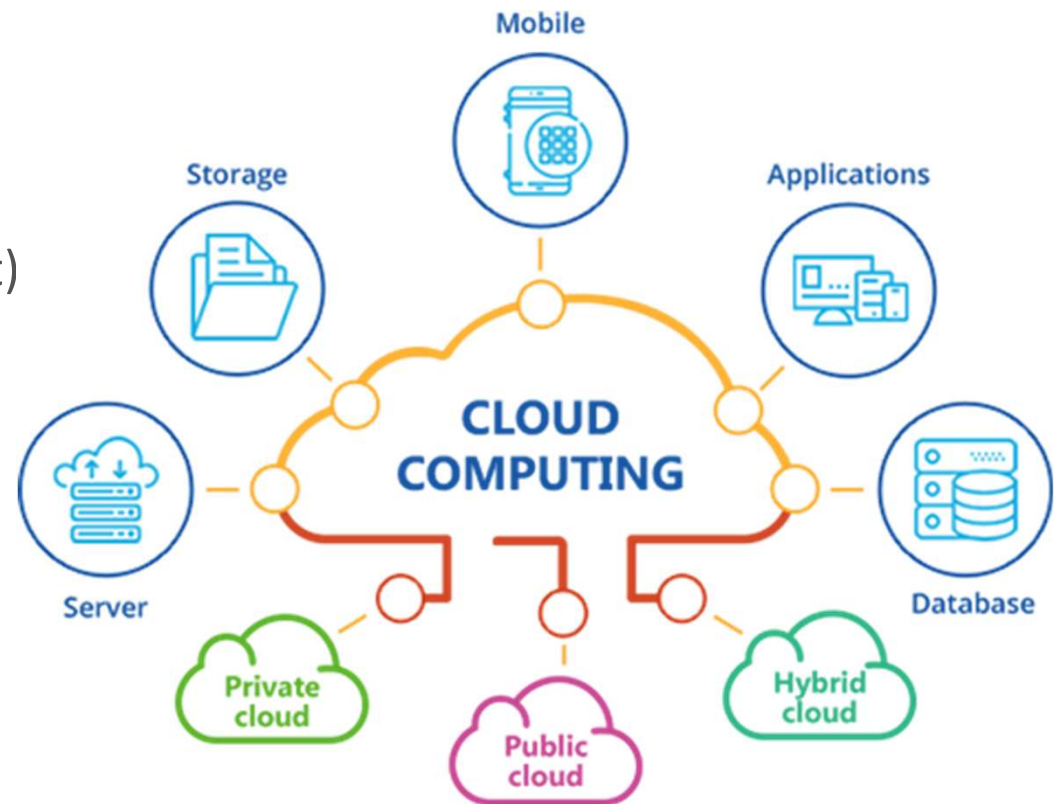 Mobile
Storage
Applications
t)
CLOUD
COMPUTING
Server
Database
Private
cloud
Public
cloud
Hybrid
cloud